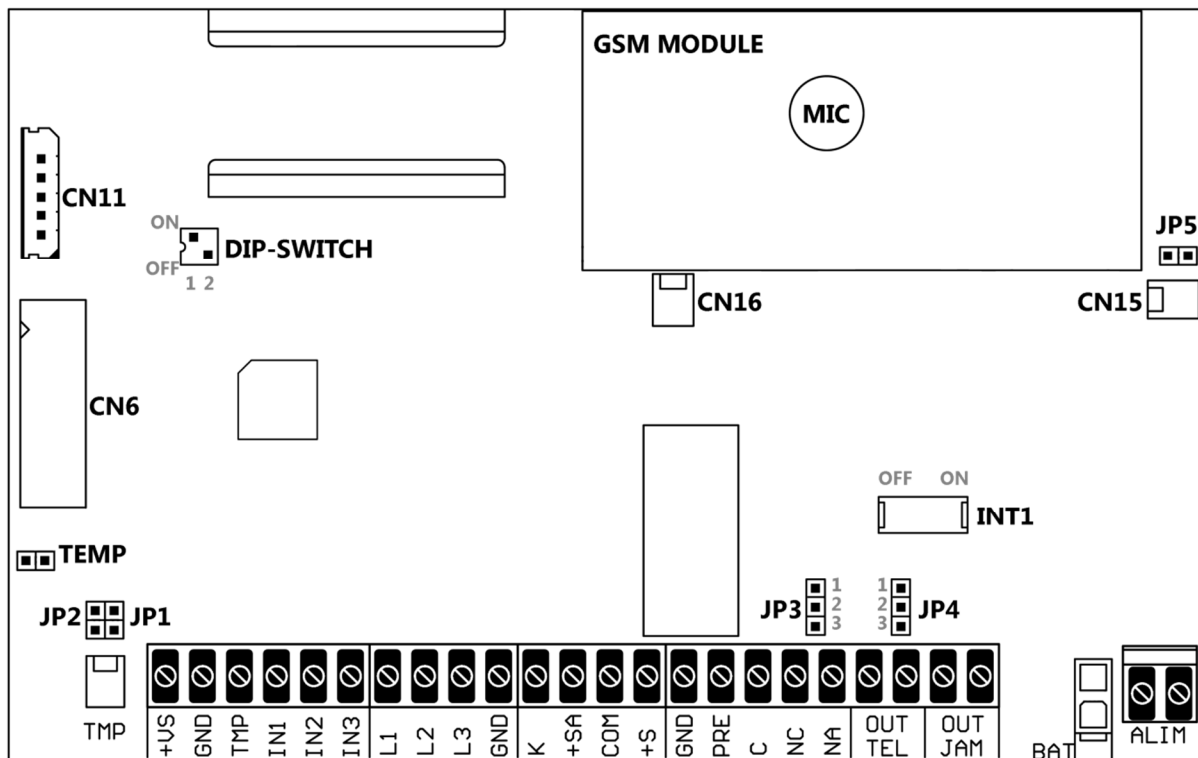 GSM MODULE
MIC
CN11
ON
DIP-SWITCH
OFF
1 2
JP5
CN16
CN15
CN6
OFF ON
INT1
TEMP
JP2 JP1
JP3 1 2 3
1 2 3 JP4
TMP
+VS GND TMP IN1 IN2 IN3 L1 L2 L3 GND K +SA COM +S GND PRE C NC NA OUT TEL OUT JAM
BAT
ALIM